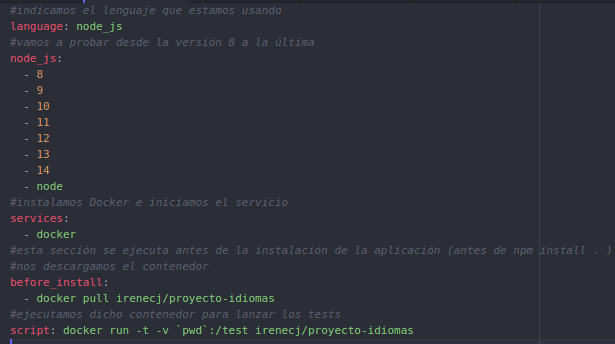 #indicamos el lenguaje que estamos usando
language: node_js
#vamos a probar desde la versión 8 a la última
node_js:
  - 8
  - 9
  - 10
  - 11
  - 12
  - 13
  - 14
  - node
#instalamos Docker e iniciamos el servicio
services:
  - docker
#esta sección se ejecuta antes de la instalación de la aplicación (antes de npm install . )
#nos descargamos el contenedor
before_install:
  - docker pull irenecj/proyecto-idiomas
#ejecutamos dicho contenedor para lanzar los tests
script: docker run -t -v `pwd`:/test irenecj/proyecto-idiomas